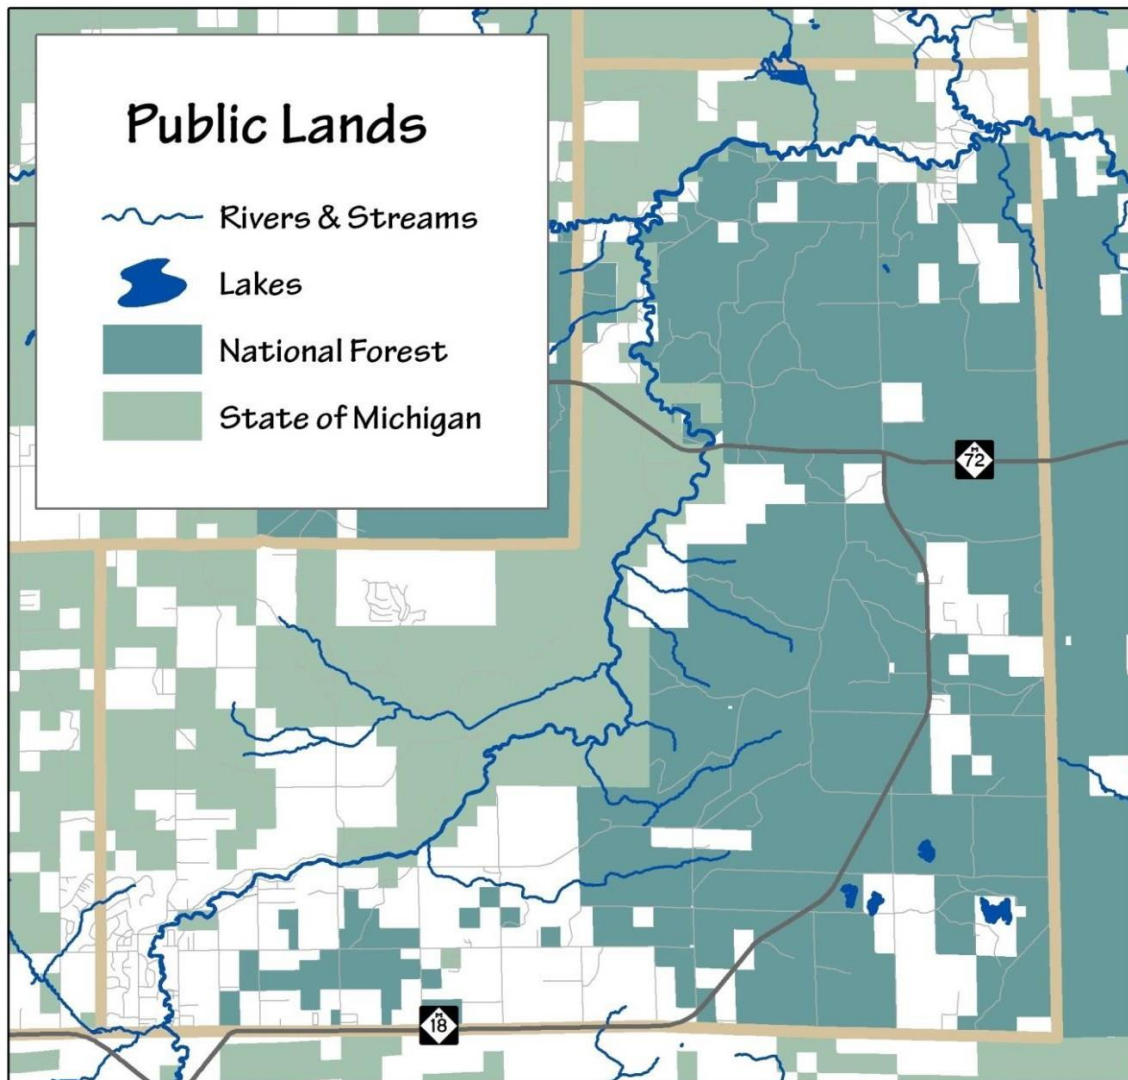 Public Lands
Rivers & Streams
Lakes
National Forest
State of Michigan
M
72
M
18